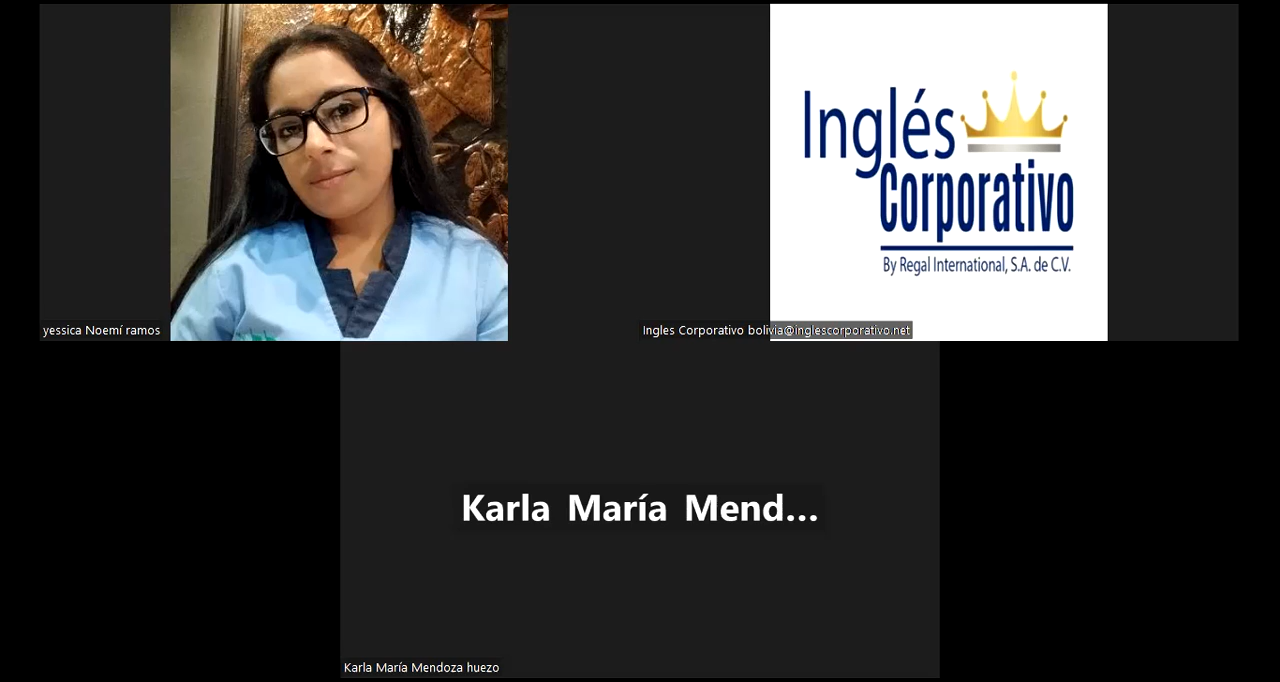 Inglés
Corporativo
By Regal International, S.A. de C.V.
yessica Noemí ramos
Ingles Corporativo bolivia@inglescorporativo.net
Karla María Mend...
Karla María Mendoza huezo